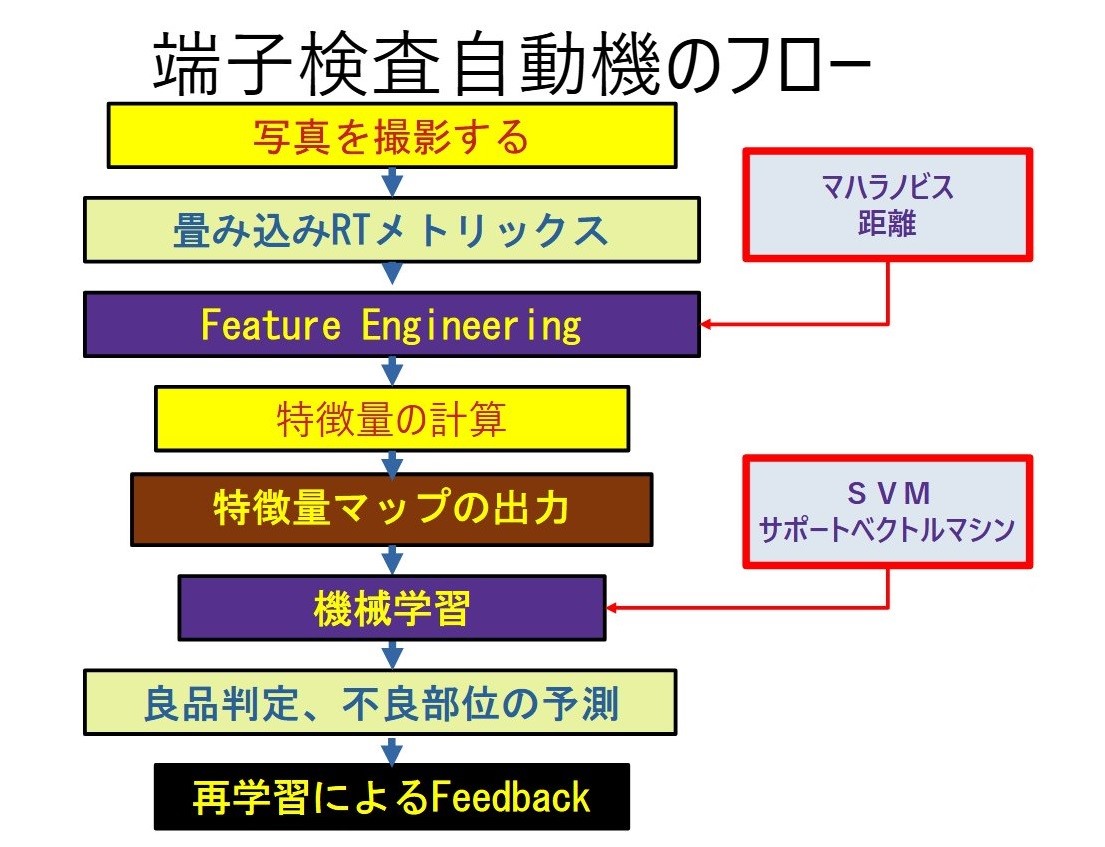 端子検査自動機のフロー
写真を撮影する
畳み込みRTメトリックス
Feature Engineering
特徴量の計算
特徴量マップの出力
機械学習
良品判定、不良部位の予測
再学習によるFeedback
マハラノビス
距離
ＳＶＭ
サポートベクトルマシン